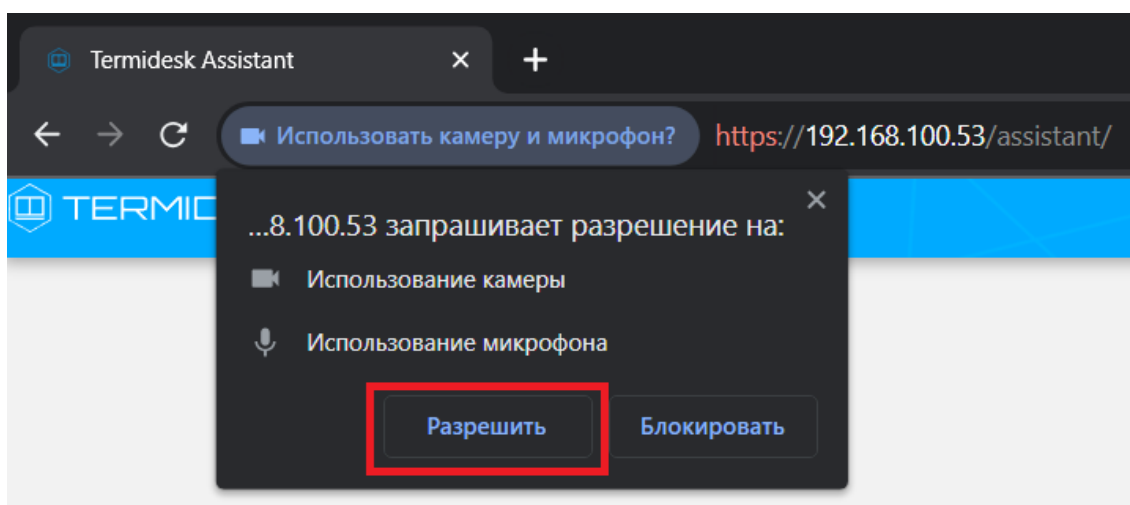 Termidesk Assistant
Использовать камеру и микрофон? https://192.168.100.53/assistant/
TERMID
...8.100.53 запрашивает разрешение на:
Использование камеры
Использование микрофона
Разрешить Блокировать